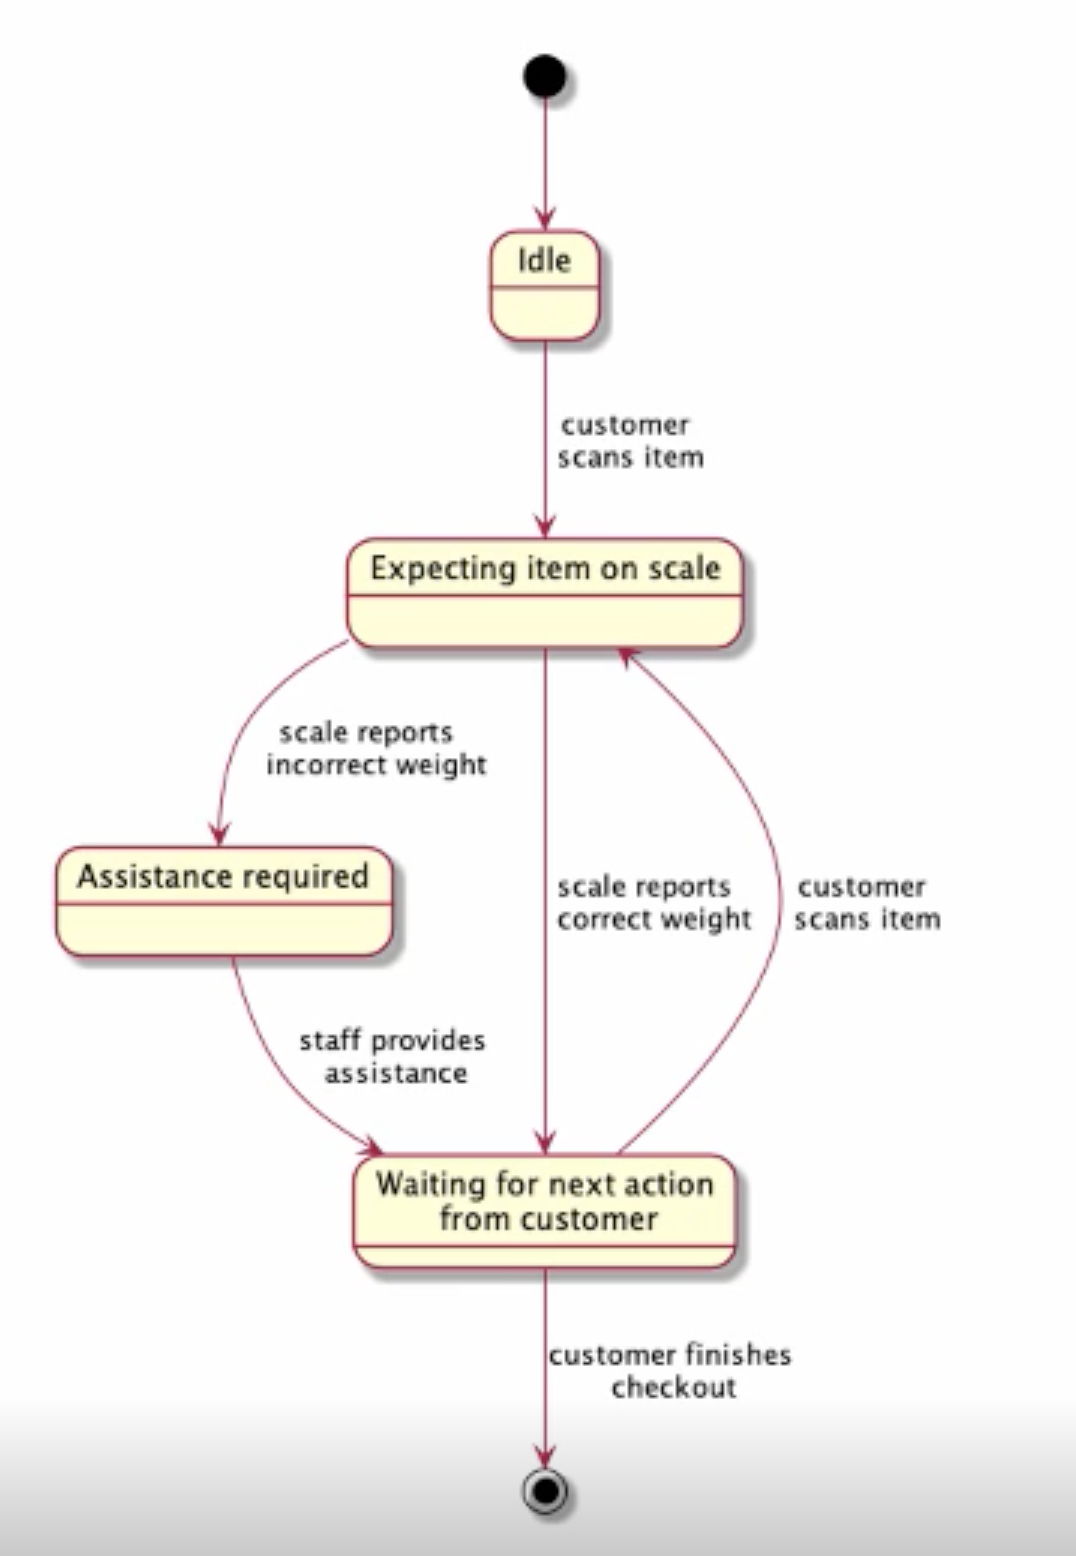 Idle
customer
scans item
Expecting item on scale
scale reports
incorrect weight
Assistance required
scale reports
correct weight
customer
scans item
staff provides
assistance
Waiting for next action
from customer
customer finishes
checkout